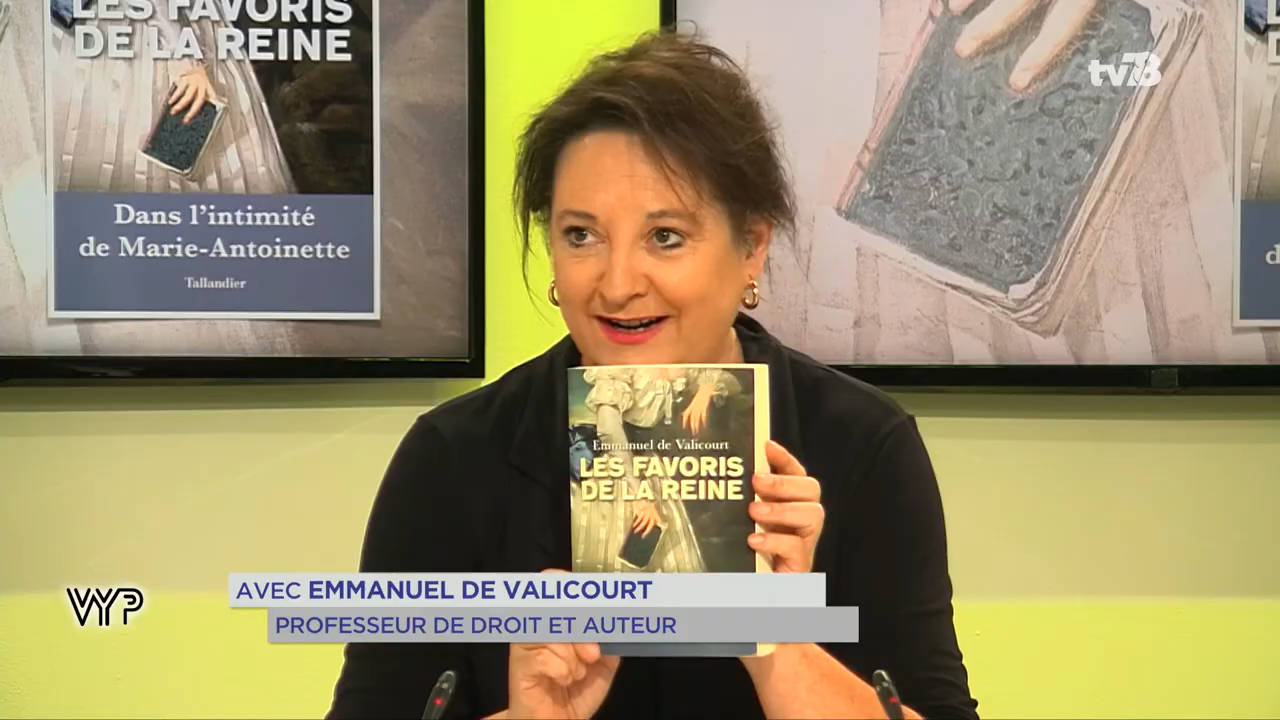 LES FAVORIS
DE LA REINE
Dans l'intimité
de Marie-Antoinette
Tallandier
tv78
Emmanuel de Valicourt
LES FAVORIS
DE LA REINE
VYP
AVEC EMMANUEL DE VALICOURT
PROFESSEUR DE DROIT ET AUTEUR